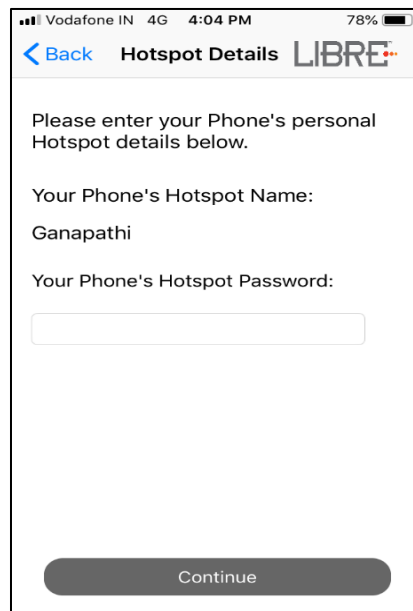 Vodafone IN 4G 4:04 PM 78%
Back Hotspot Details LIBRE
Please enter your Phone's personal
Hotspot details below.
Your Phone's Hotspot Name:
Ganapathi
Your Phone's Hotspot Password:
Continue